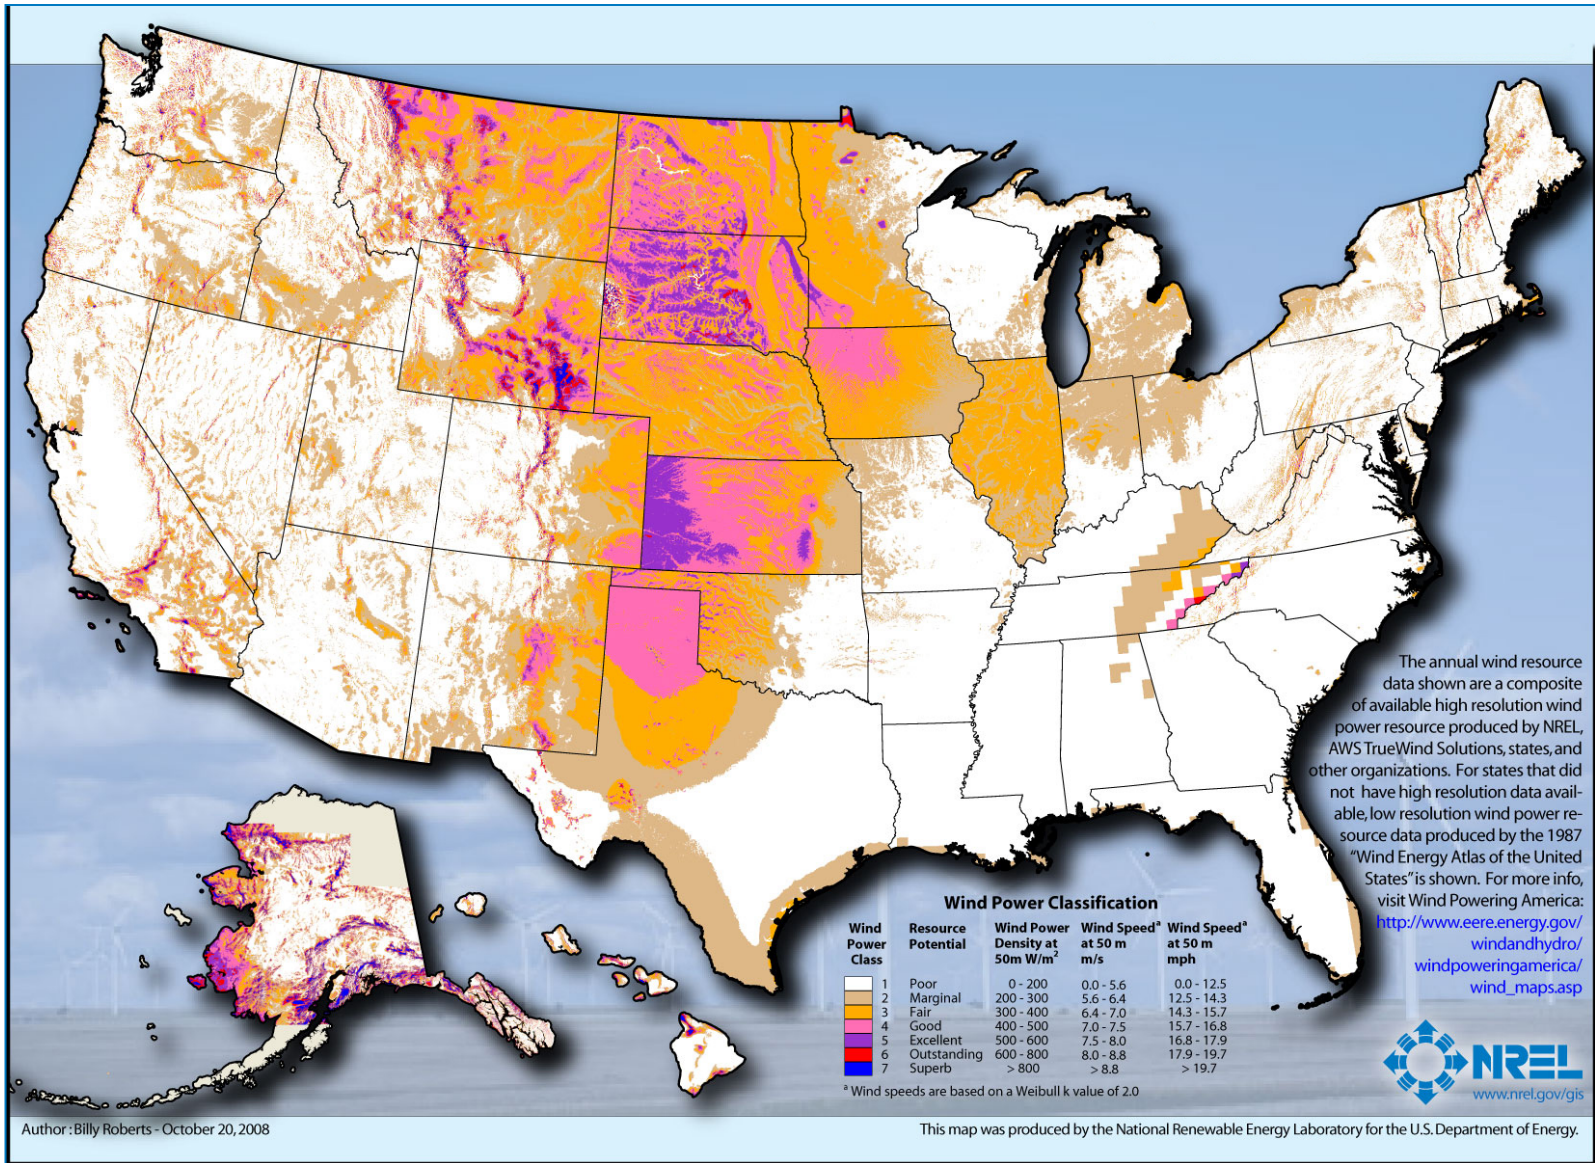 The annual wind resource
data shown are a composite
of available high resolution wind
power resource produced by NREL,
AWS TrueWind Solutions, states, and
other organizations. For states that did
not have high resolution data avail-
able, low resolution wind power re-
source data produced by the 1987
"Wind Energy Atlas of the United
States" is shown. For more info,
visit Wind Powering America:
http://www.eere.energy.gov/
windandhydro/
windpoweringamerica/
wind_maps.asp
Wind Power Classification
Wind Power Class Resource Potential Wind Power Density at 50m W/m² Wind Speedᵃ at 50 m m/s Wind Speedᵃ at 50 m mph
1 Poor 0 - 200 0.0 - 5.6 0.0 - 12.5
2 Marginal 200 - 300 5.6 - 6.4 12.5 - 14.3
3 Fair 300 - 400 6.4 - 7.0 14.3 - 15.7
4 Good 400 - 500 7.0 - 7.5 15.7 - 16.8
5 Excellent 500 - 600 7.5 - 8.0 16.8 - 17.9
6 Outstanding 600 - 800 8.0 - 8.8 17.9 - 19.7
7 Superb > 800 > 8.8 > 19.7
ᵃ Wind speeds are based on a Weibull k value of 2.0
NREL
www.nrel.gov/gis
Author : Billy Roberts - October 20, 2008
This map was produced by the National Renewable Energy Laboratory for the U.S. Department of Energy.